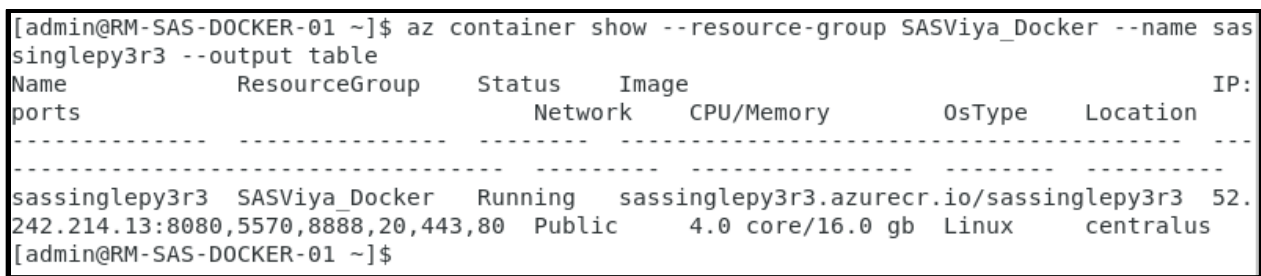 [admin@RM-SAS-DOCKER-01 ~]$ az container show --resource-group SASViya_Docker --name sas
singlepy3r3 --output table
Name            ResourceGroup    Status    Image                                     IP:
ports                                 Network    CPU/Memory        OsType    Location
--------------  ---------------  --------  ----------------------------------------  ---
-----------------------------------  ---------  ----------------  --------  ----------
sassinglepy3r3  SASViya_Docker   Running   sassinglepy3r3.azurecr.io/sassinglepy3r3  52.
242.214.13:8080,5570,8888,20,443,80  Public     4.0 core/16.0 gb  Linux     centralus
[admin@RM-SAS-DOCKER-01 ~]$